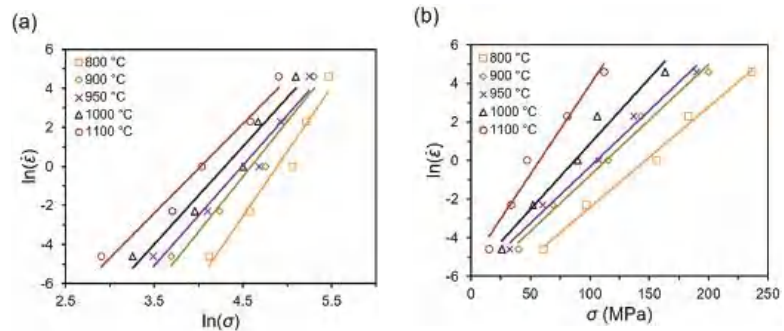 (a)
6
4
2
0
-2
-4
-6
2.5
3.5
4.5
5.5
ln(ε̇)
ln(σ)
800 °C
900 °C
950 °C
1000 °C
1100 °C
(b)
6
4
2
0
-2
-4
-6
0
50
100
150
200
250
ln(ε̇)
σ (MPa)
800 °C
900 °C
950 °C
1000 °C
1100 °C